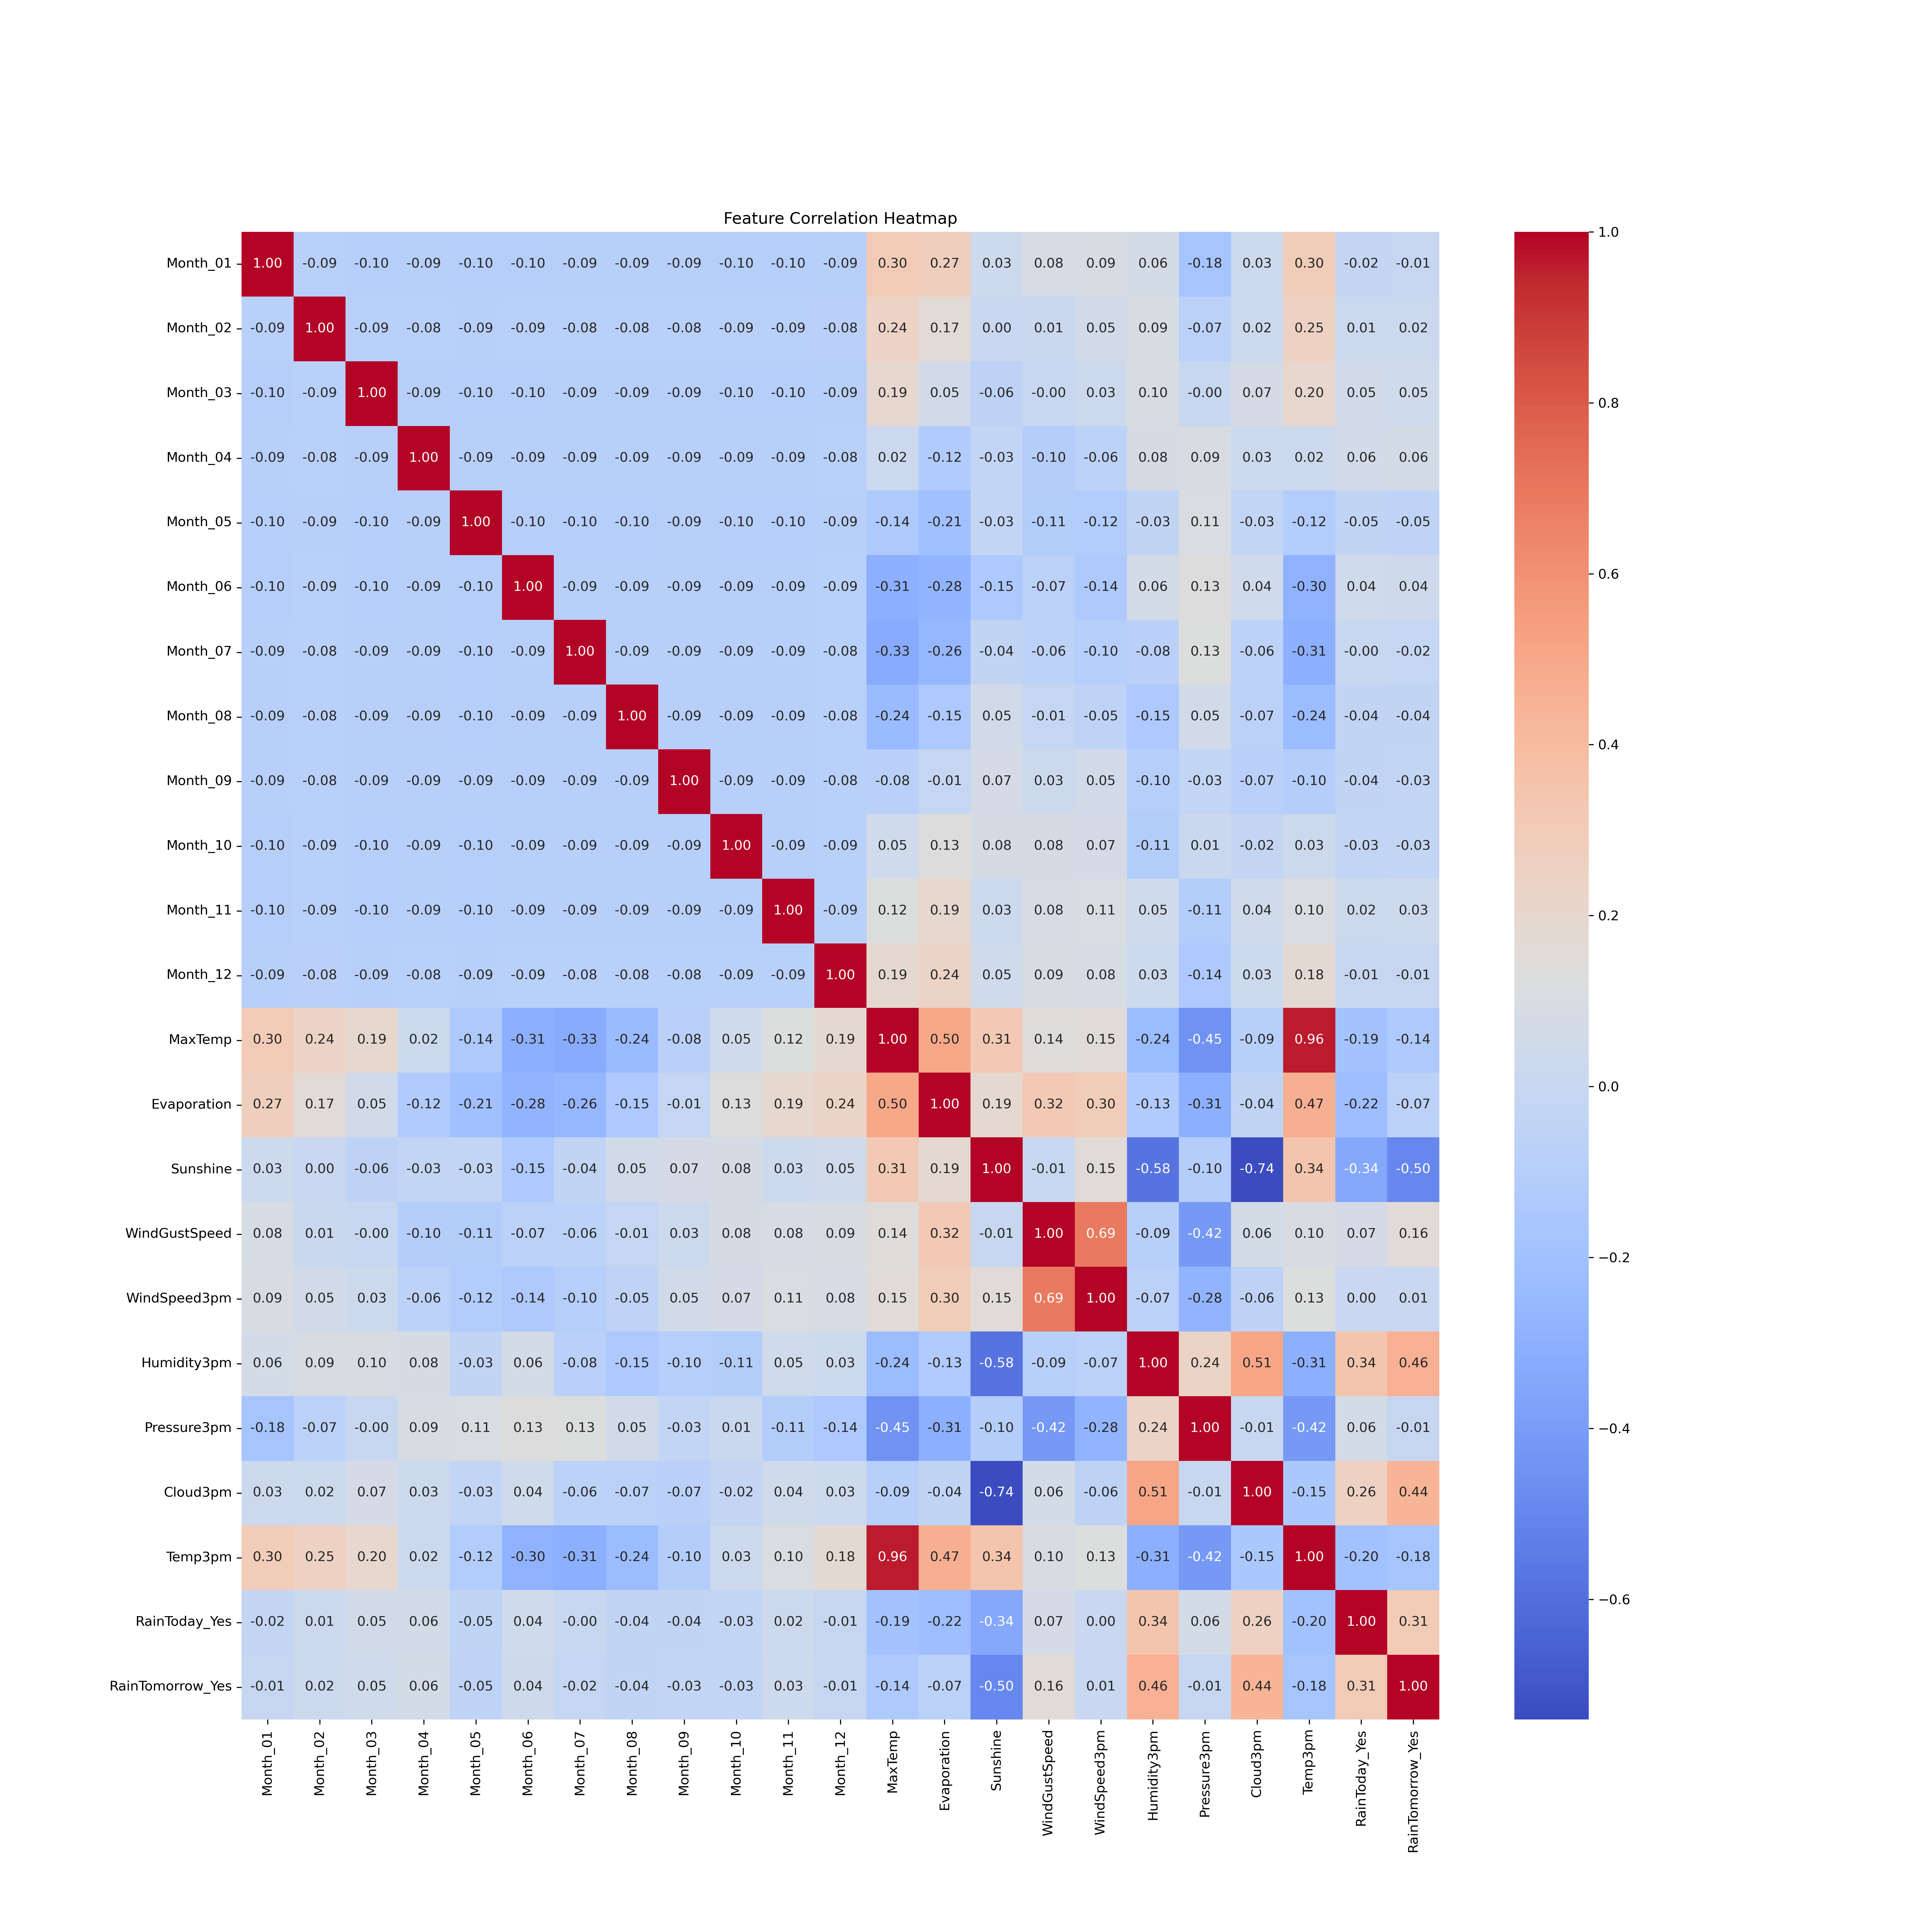 Feature Correlation Heatmap
Month_01 1.00 -0.09 -0.10 -0.09 -0.10 -0.10 -0.09 -0.09 -0.09 -0.10 -0.10 -0.09 0.30 0.27 0.03 0.08 0.09 0.06 -0.18 0.03 0.30 -0.02 -0.01
Month_02 -0.09 1.00 -0.09 -0.08 -0.09 -0.09 -0.08 -0.08 -0.08 -0.09 -0.09 -0.08 0.24 0.17 0.00 0.01 0.05 0.09 -0.07 0.02 0.25 0.01 0.02
Month_03 -0.10 -0.09 1.00 -0.09 -0.10 -0.10 -0.09 -0.09 -0.09 -0.10 -0.10 -0.09 0.19 0.05 -0.06 -0.00 0.03 0.10 -0.00 0.07 0.20 0.05 0.05
Month_04 -0.09 -0.08 -0.09 1.00 -0.09 -0.09 -0.09 -0.09 -0.09 -0.09 -0.09 -0.08 0.02 -0.12 -0.03 -0.10 -0.06 0.08 0.09 0.03 0.02 0.06 0.06
Month_05 -0.10 -0.09 -0.10 -0.09 1.00 -0.10 -0.10 -0.10 -0.09 -0.10 -0.10 -0.09 -0.14 -0.21 -0.03 -0.11 -0.12 -0.03 0.11 -0.03 -0.12 -0.05 -0.05
Month_06 -0.10 -0.09 -0.10 -0.09 -0.10 1.00 -0.09 -0.09 -0.09 -0.09 -0.09 -0.09 -0.31 -0.28 -0.15 -0.07 -0.14 0.06 0.13 0.04 -0.30 0.04 0.04
Month_07 -0.09 -0.08 -0.09 -0.09 -0.10 -0.09 1.00 -0.09 -0.09 -0.09 -0.09 -0.08 -0.33 -0.26 -0.04 -0.06 -0.10 -0.08 0.13 -0.06 -0.31 -0.00 -0.02
Month_08 -0.09 -0.08 -0.09 -0.09 -0.10 -0.09 -0.09 1.00 -0.09 -0.09 -0.09 -0.08 -0.24 -0.15 0.05 -0.01 -0.05 -0.15 0.05 -0.07 -0.24 -0.04 -0.04
Month_09 -0.09 -0.08 -0.09 -0.09 -0.09 -0.09 -0.09 -0.09 1.00 -0.09 -0.09 -0.08 -0.08 -0.01 0.07 0.03 0.05 -0.10 -0.03 -0.07 -0.10 -0.04 -0.03
Month_10 -0.10 -0.09 -0.10 -0.09 -0.10 -0.09 -0.09 -0.09 -0.09 1.00 -0.09 -0.09 0.05 0.13 0.08 0.08 0.07 -0.11 0.01 -0.02 0.03 -0.03 -0.03
Month_11 -0.10 -0.09 -0.10 -0.09 -0.10 -0.09 -0.09 -0.09 -0.09 -0.09 1.00 -0.09 0.12 0.19 0.03 0.08 0.11 0.05 -0.11 0.04 0.10 0.02 0.03
Month_12 -0.09 -0.08 -0.09 -0.08 -0.09 -0.09 -0.08 -0.08 -0.08 -0.09 -0.09 1.00 0.19 0.24 0.05 0.09 0.08 0.03 -0.14 0.03 0.18 -0.01 -0.01
MaxTemp 0.30 0.24 0.19 0.02 -0.14 -0.31 -0.33 -0.24 -0.08 0.05 0.12 0.19 1.00 0.50 0.31 0.14 0.15 -0.24 -0.45 -0.09 0.96 -0.19 -0.14
Evaporation 0.27 0.17 0.05 -0.12 -0.21 -0.28 -0.26 -0.15 -0.01 0.13 0.19 0.24 0.50 1.00 0.19 0.32 0.30 -0.13 -0.31 -0.04 0.47 -0.22 -0.07
Sunshine 0.03 0.00 -0.06 -0.03 -0.03 -0.15 -0.04 0.05 0.07 0.08 0.03 0.05 0.31 0.19 1.00 -0.01 0.15 -0.58 -0.10 -0.74 0.34 -0.34 -0.50
WindGustSpeed 0.08 0.01 -0.00 -0.10 -0.11 -0.07 -0.06 -0.01 0.03 0.08 0.08 0.09 0.14 0.32 -0.01 1.00 0.69 -0.09 -0.42 0.06 0.10 0.07 0.16
WindSpeed3pm 0.09 0.05 0.03 -0.06 -0.12 -0.14 -0.10 -0.05 0.05 0.07 0.11 0.08 0.15 0.30 0.15 0.69 1.00 -0.07 -0.28 -0.06 0.13 0.00 0.01
Humidity3pm 0.06 0.09 0.10 0.08 -0.03 0.06 -0.08 -0.15 -0.10 -0.11 0.05 0.03 -0.24 -0.13 -0.58 -0.09 -0.07 1.00 0.24 0.51 -0.31 0.34 0.46
Pressure3pm -0.18 -0.07 -0.00 0.09 0.11 0.13 0.13 0.05 -0.03 0.01 -0.11 -0.14 -0.45 -0.31 -0.10 -0.42 -0.28 0.24 1.00 -0.01 -0.42 0.06 -0.01
Cloud3pm 0.03 0.02 0.07 0.03 -0.03 0.04 -0.06 -0.07 -0.07 -0.02 0.04 0.03 -0.09 -0.04 -0.74 0.06 -0.06 0.51 -0.01 1.00 -0.15 0.26 0.44
Temp3pm 0.30 0.25 0.20 0.02 -0.12 -0.30 -0.31 -0.24 -0.10 0.03 0.10 0.18 0.96 0.47 0.34 0.10 0.13 -0.31 -0.42 -0.15 1.00 -0.20 -0.18
RainToday_Yes -0.02 0.01 0.05 0.06 -0.05 0.04 -0.00 -0.04 -0.04 -0.03 0.02 -0.01 -0.19 -0.22 -0.34 0.07 0.00 0.34 0.06 0.26 -0.20 1.00 0.31
RainTomorrow_Yes -0.01 0.02 0.05 0.06 -0.05 0.04 -0.02 -0.04 -0.03 -0.03 0.03 -0.01 -0.14 -0.07 -0.50 0.16 0.01 0.46 -0.01 0.44 -0.18 0.31 1.00
Month_01 Month_02 Month_03 Month_04 Month_05 Month_06 Month_07 Month_08 Month_09 Month_10 Month_11 Month_12 MaxTemp Evaporation Sunshine WindGustSpeed WindSpeed3pm Humidity3pm Pressure3pm Cloud3pm Temp3pm RainToday_Yes RainTomorrow_Yes
1.0
0.8
0.6
0.4
0.2
0.0
−0.2
−0.4
−0.6